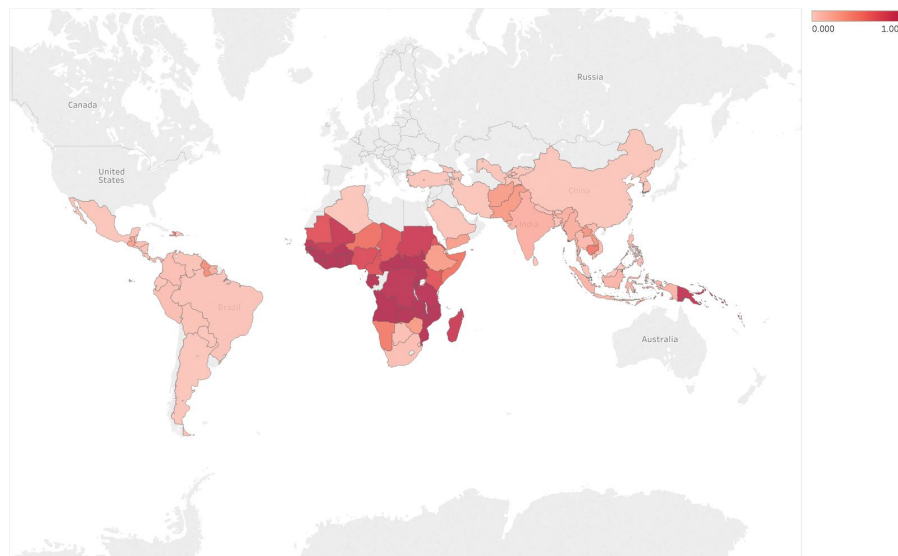 0.000
1.00
Russia
Canada
United
States
China
India
Brazil
Australia